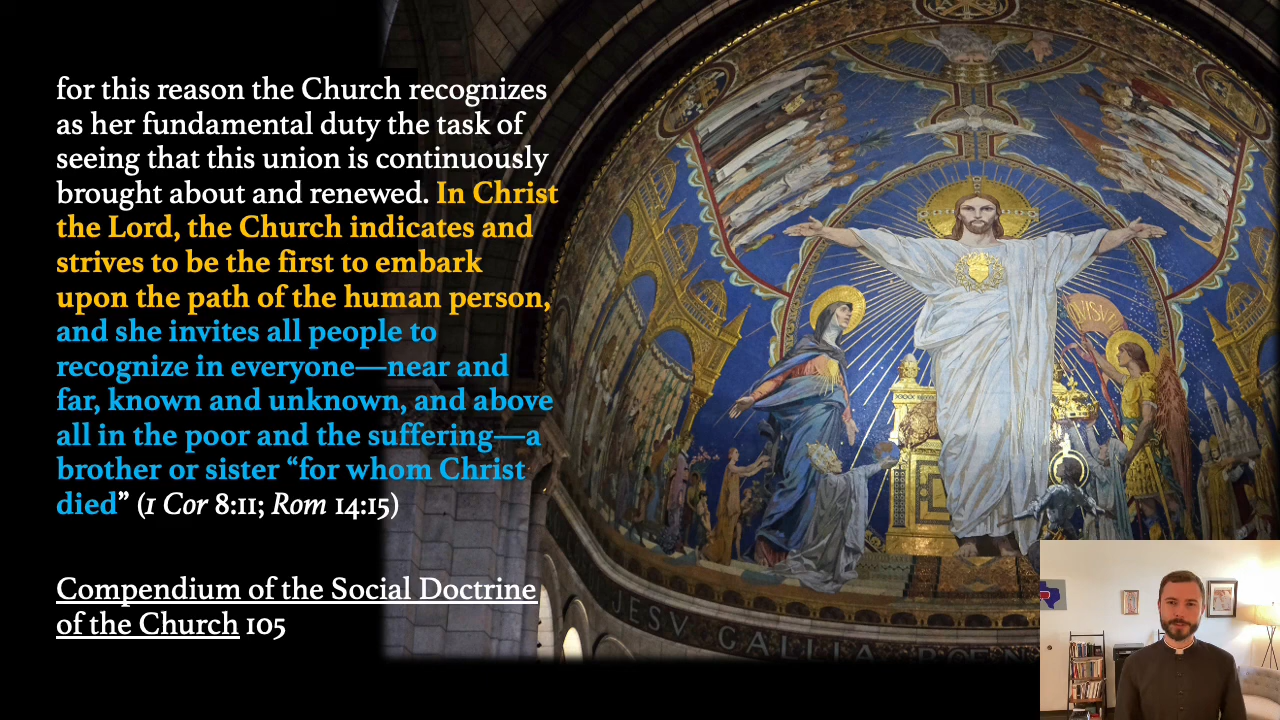 for this reason the Church recognizes
as her fundamental duty the task of
seeing that this union is continuously
brought about and renewed. In Christ
the Lord, the Church indicates and
strives to be the first to embark
upon the path of the human person,
and she invites all people to
recognize in everyone—near and
far, known and unknown, and above
all in the poor and the suffering—a
brother or sister “for whom Christ
died” (1 Cor 8:11; Rom 14:15)
Compendium of the Social Doctrine
of the Church 105
JESV GALLIA POEN